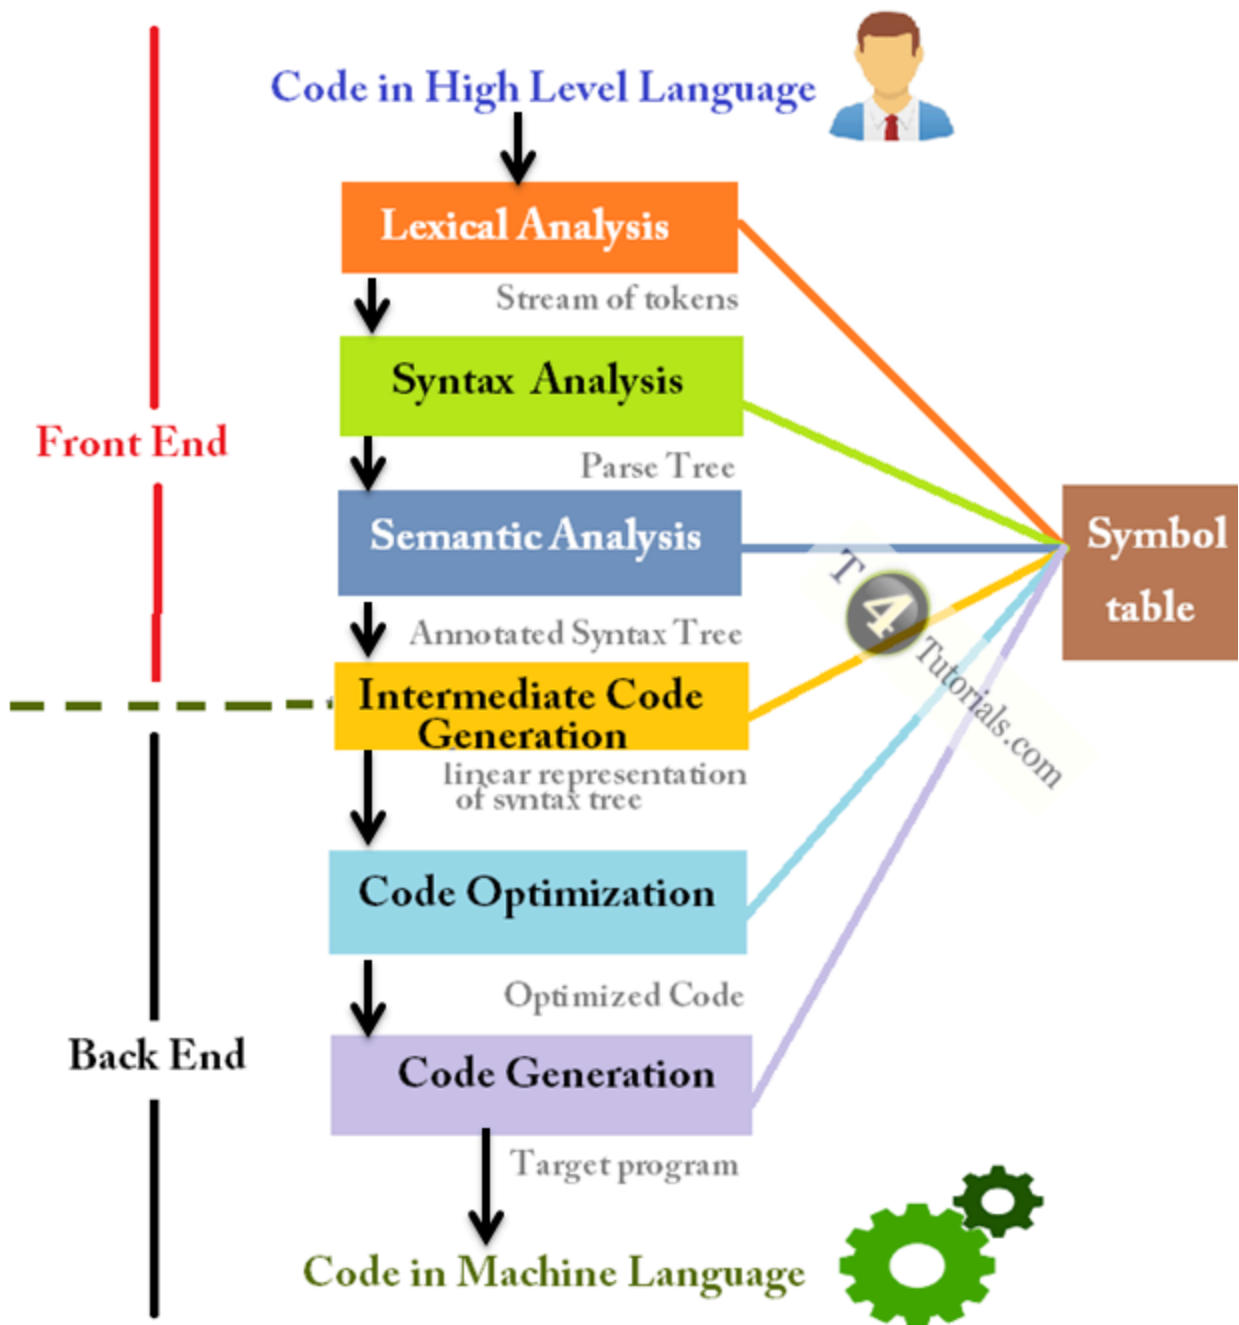 Code in High Level Language
Lexical Analysis
Stream of tokens
Syntax Analysis
Front End
Parse Tree
Semantic Analysis
Symbol
table
T
4
Tutorials.com
Annotated Syntax Tree
Intermediate Code
Generation
linear representation
of syntax tree
Code Optimization
Optimized Code
Back End
Code Generation
Target program
Code in Machine Language